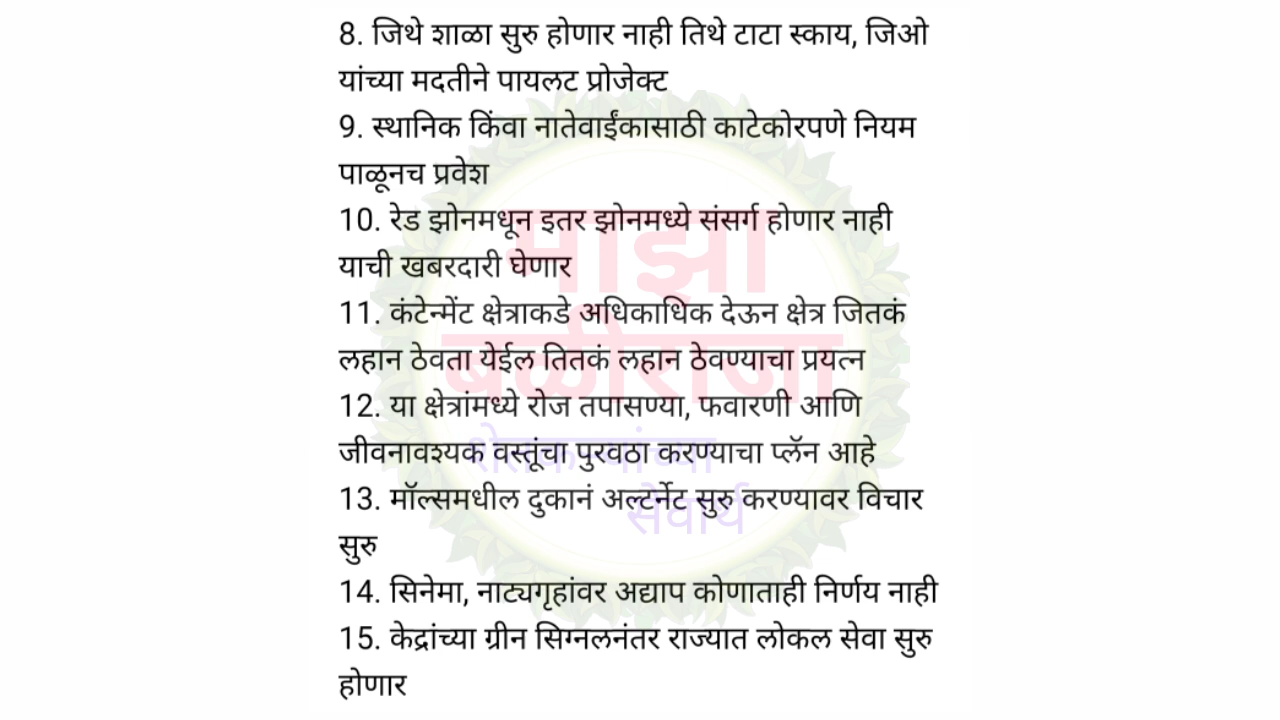 8. जिथे शाळा सुरु होणार नाही तिथे टाटा स्काय, जिओ
यांच्या मदतीने पायलट प्रोजेक्ट
9. स्थानिक किंवा नातेवाईंकासाठी काटेकोरपणे नियम
पाळूनच प्रवेश
10. रेड झोनमधून इतर झोनमध्ये संसर्ग होणार नाही
याची खबरदारी घेणार
11. कंटेन्मेंट क्षेत्राकडे अधिकाधिक देऊन क्षेत्र जितकं
लहान ठेवता येईल तितकं लहान ठेवण्याचा प्रयत्न
12. या क्षेत्रांमध्ये रोज तपासण्या, फवारणी आणि
जीवनावश्यक वस्तूंचा पुरवठा करण्याचा प्लॅन आहे
13. मॉल्समधील दुकानं अल्टर्नेट सुरु करण्यावर विचार
सुरु
14. सिनेमा, नाट्यगृहांवर अद्याप कोणाताही निर्णय नाही
15. केद्रांच्या ग्रीन सिग्नलनंतर राज्यात लोकल सेवा सुरु
होणार
माझा
बळीराजा
शेतकऱ्यांच्या
सेवार्थ